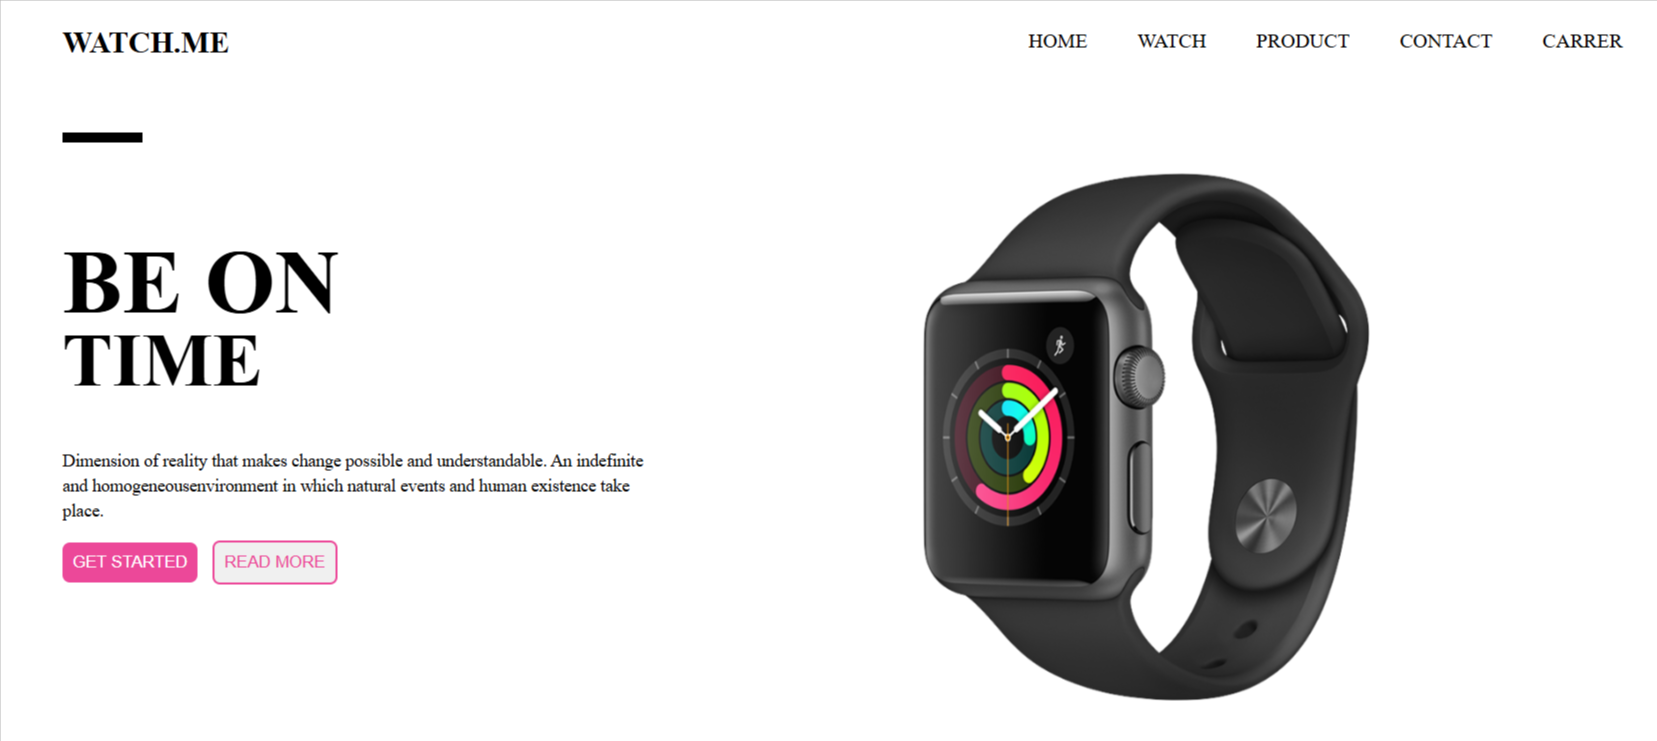 WATCH.ME
HOME WATCH PRODUCT CONTACT CARRER
BE ON
TIME
Dimension of reality that makes change possible and understandable. An indefinite
and homogeneousenvironment in which natural events and human existence take
place.
GET STARTED READ MORE